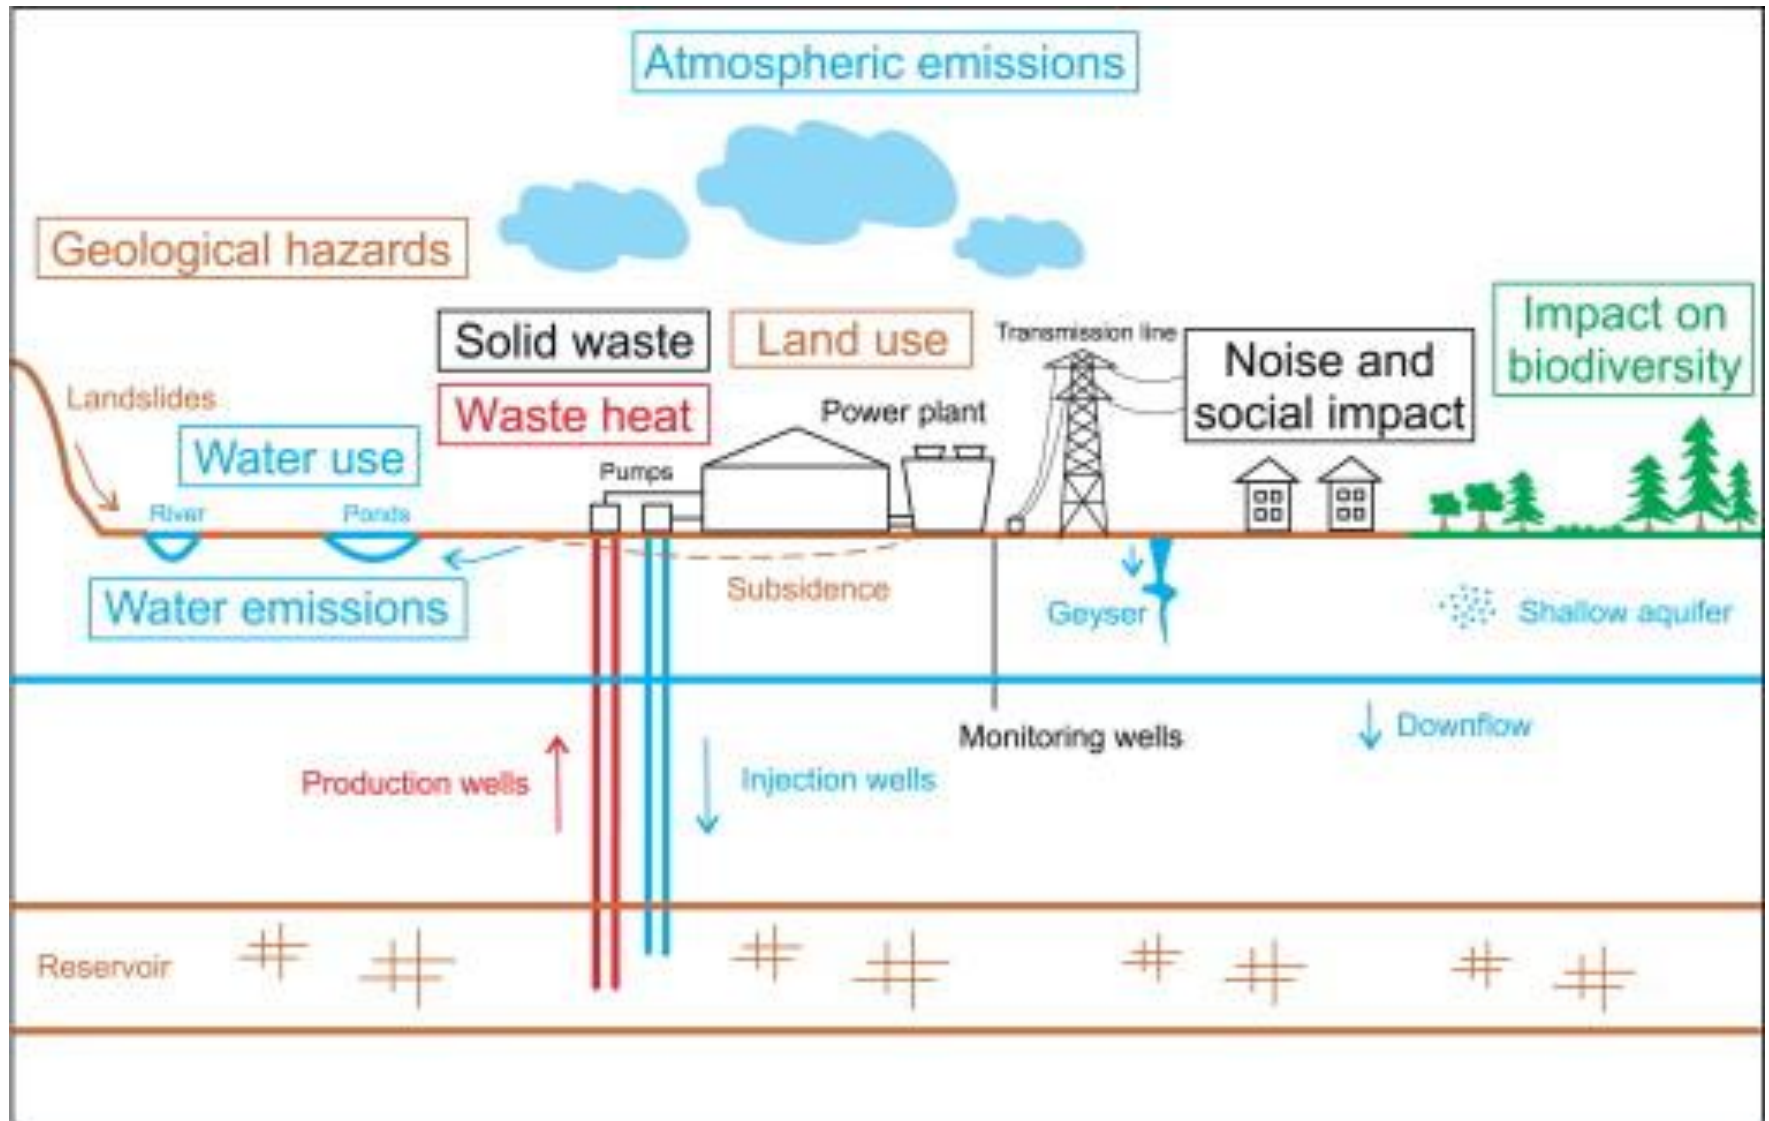 Atmospheric emissions
Geological hazards
Solid waste
Land use
Transmission line
Noise and
social impact
Impact on
biodiversity
Landslides
Waste heat
Power plant
Water use
Pumps
River
Ponds
Water emissions
Subsidence
Geyser
Shallow aquifer
Production wells
Injection wells
Monitoring wells
Downflow
Reservoir